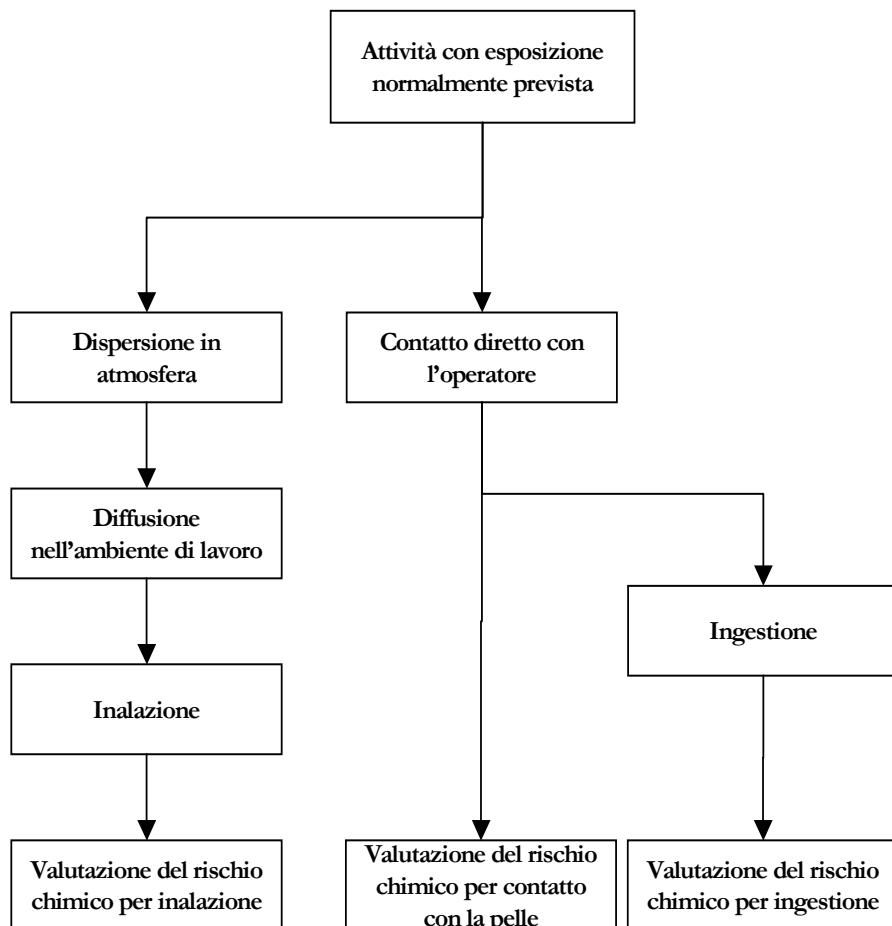 Attività con esposizione
normalmente prevista
Dispersione in
atmosfera
Contatto diretto con
l’operatore
Diffusione
nell’ambiente di lavoro
Ingestione
Inalazione
Valutazione del rischio
chimico per inalazione
Valutazione del rischio
chimico per contatto
con la pelle
Valutazione del rischio
chimico per ingestione